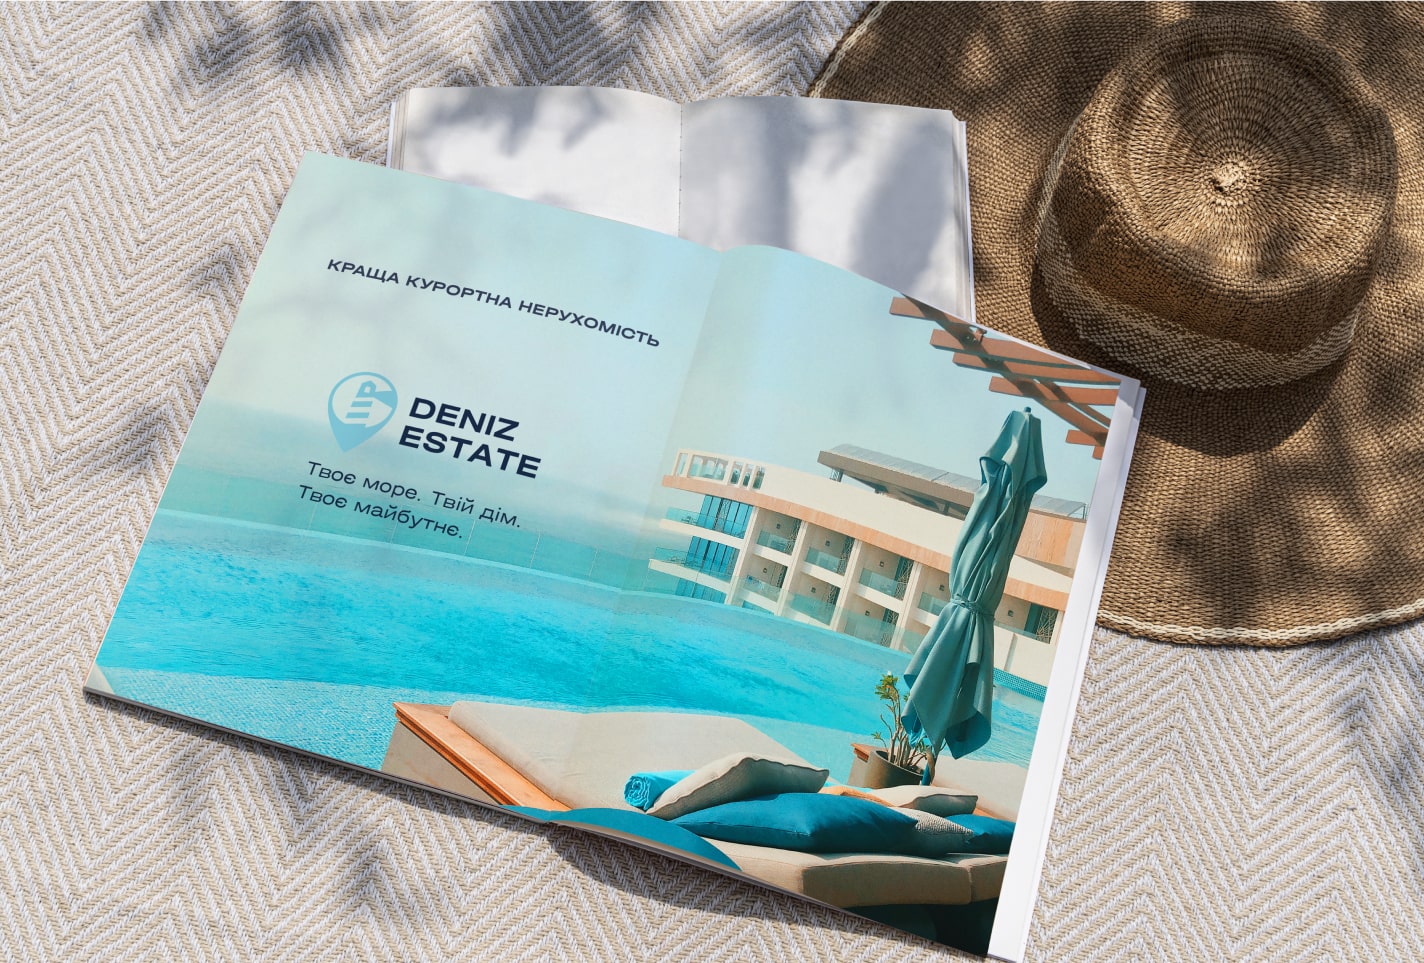 КРАЩА КУРОРТНА НЕРУХОМІСТЬ
DENIZ
ESTATE
Твоє море. Твій дім.
Твоє майбутнє.